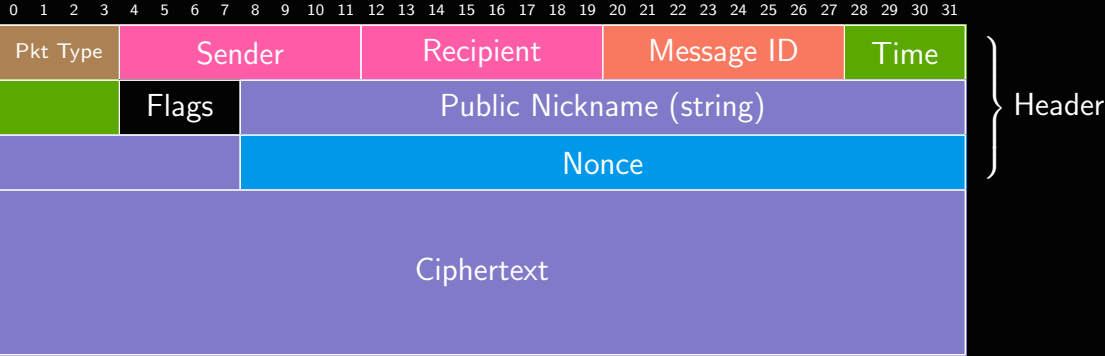 0 1 2 3 4 5 6 7 8 9 10 11 12 13 14 15 16 17 18 19 20 21 22 23 24 25 26 27 28 29 30 31
Pkt Type Sender Recipient Message ID Time
Flags Public Nickname (string) Header
Nonce
Ciphertext